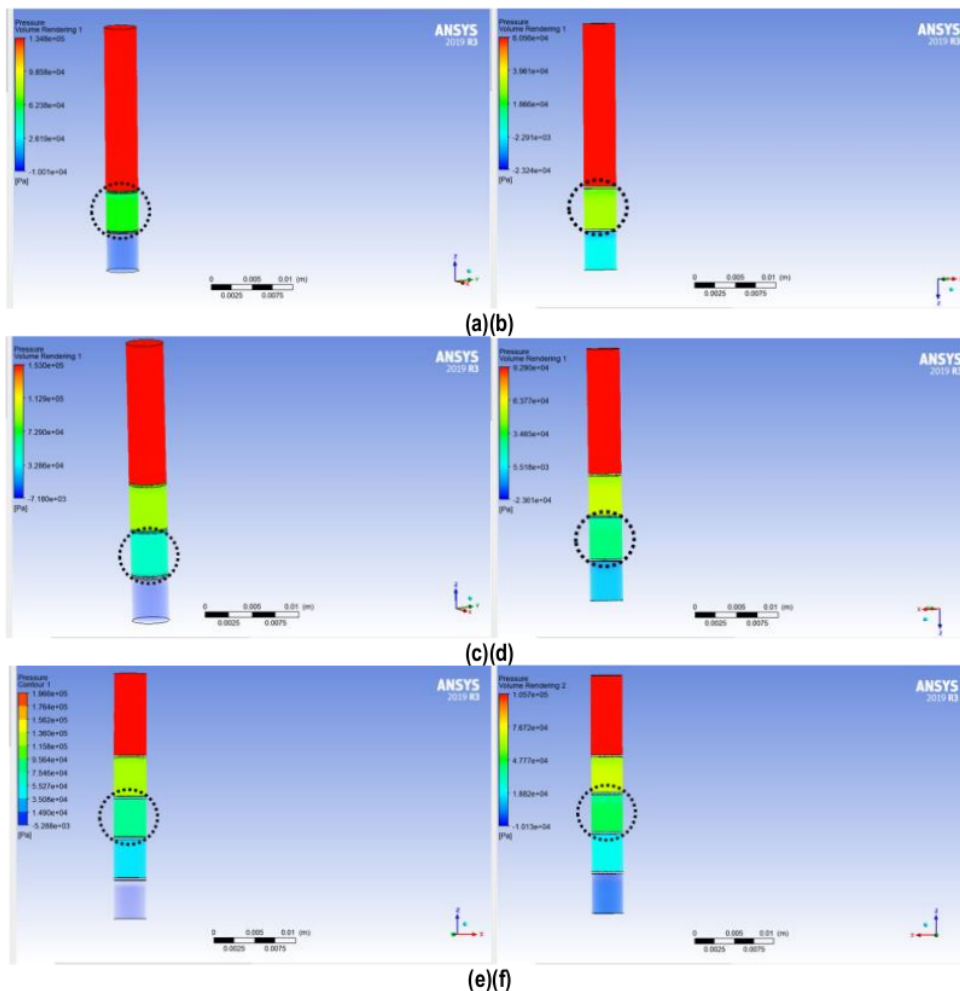 Pressure
Volume Rendering 1
1.348e+05
9.858e+04
6.238e+04
2.619e+04
-1.001e+04
[Pa]
ANSYS
2019 R3
0 0.005 0.01 (m)
0.0025 0.0075
Z
Y
X
Pressure
Volume Rendering 1
6.056e+04
3.961e+04
1.866e+04
-2.291e+03
-2.324e+04
[Pa]
ANSYS
2019 R3
0 0.005 0.01 (m)
0.0025 0.0075
Z
(a)(b)
Pressure
Volume Rendering 1
1.530e+05
1.129e+05
7.290e+04
3.286e+04
-7.180e+03
[Pa]
ANSYS
2019 R3
0 0.005 0.01 (m)
0.0025 0.0075
Z
Y
X
Pressure
Volume Rendering 1
9.290e+04
6.377e+04
3.465e+04
5.518e+03
-2.361e+04
[Pa]
ANSYS
2019 R3
0 0.005 0.01 (m)
0.0025 0.0075
X
Z
(c)(d)
Pressure
Contour 1
1.966e+05
1.764e+05
1.562e+05
1.360e+05
1.158e+05
9.564e+04
7.546e+04
5.527e+04
3.508e+04
1.490e+04
-5.288e+03
[Pa]
ANSYS
2019 R3
0 0.005 0.01 (m)
0.0025 0.0075
Z
X
Pressure
Volume Rendering 2
1.057e+05
7.672e+04
4.777e+04
1.882e+04
-1.013e+04
[Pa]
ANSYS
2019 R3
0 0.005 0.01 (m)
0.0025 0.0075
Z
X
(e)(f)